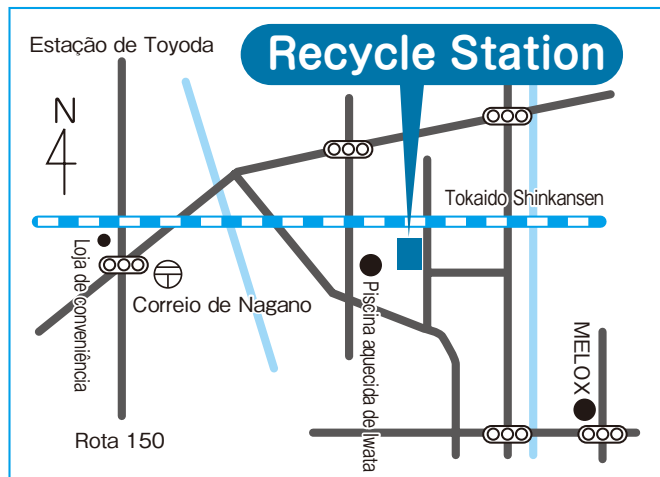 Estação de Toyoda
Recycle Station
N
Tokaido Shinkansen
Loja de conveniência
Correio de Nagano
Piscina aquecida de Iwata
MELOX
Rota 150